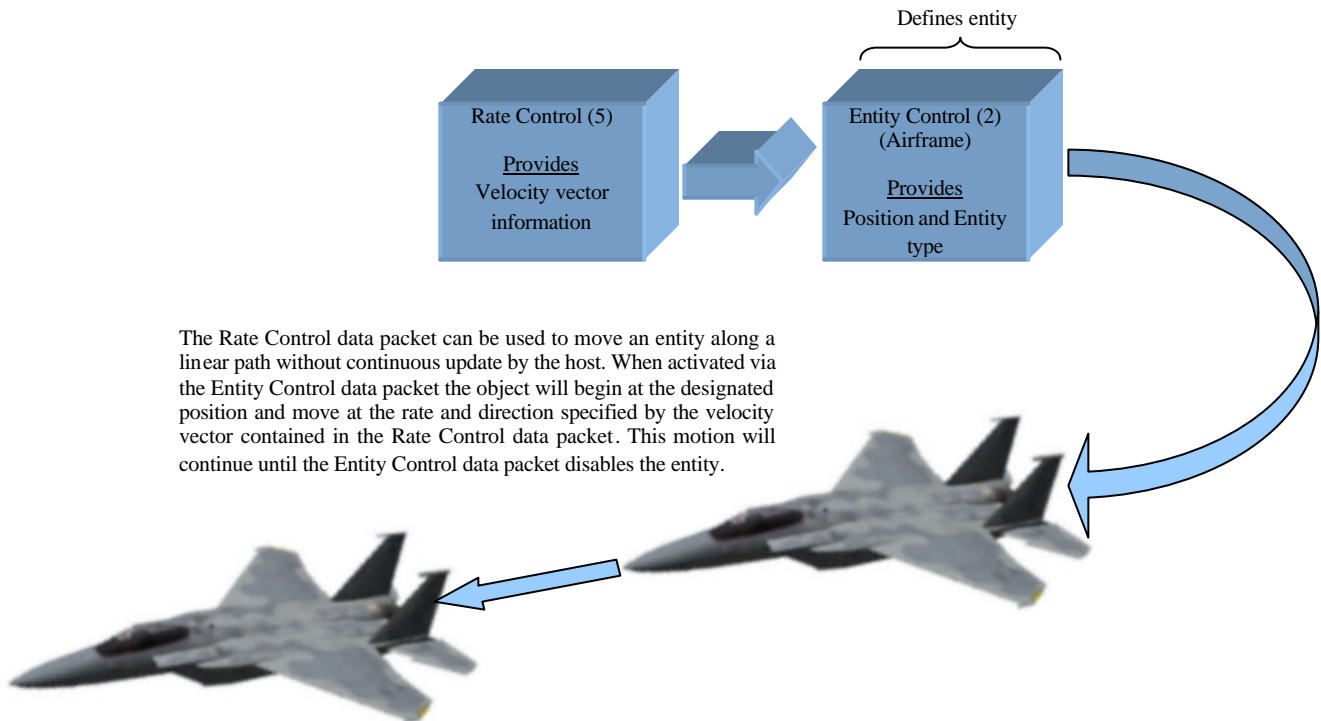 Defines entity
Rate Control (5)
Provides
Velocity vector
information
Entity Control (2)
(Airframe)
Provides
Position and Entity
type
The Rate Control data packet can be used to move an entity along a
linear path without continuous update by the host. When activated via
the Entity Control data packet the object will begin at the designated
position and move at the rate and direction specified by the velocity
vector contained in the Rate Control data packet. This motion will
continue until the Entity Control data packet disables the entity.